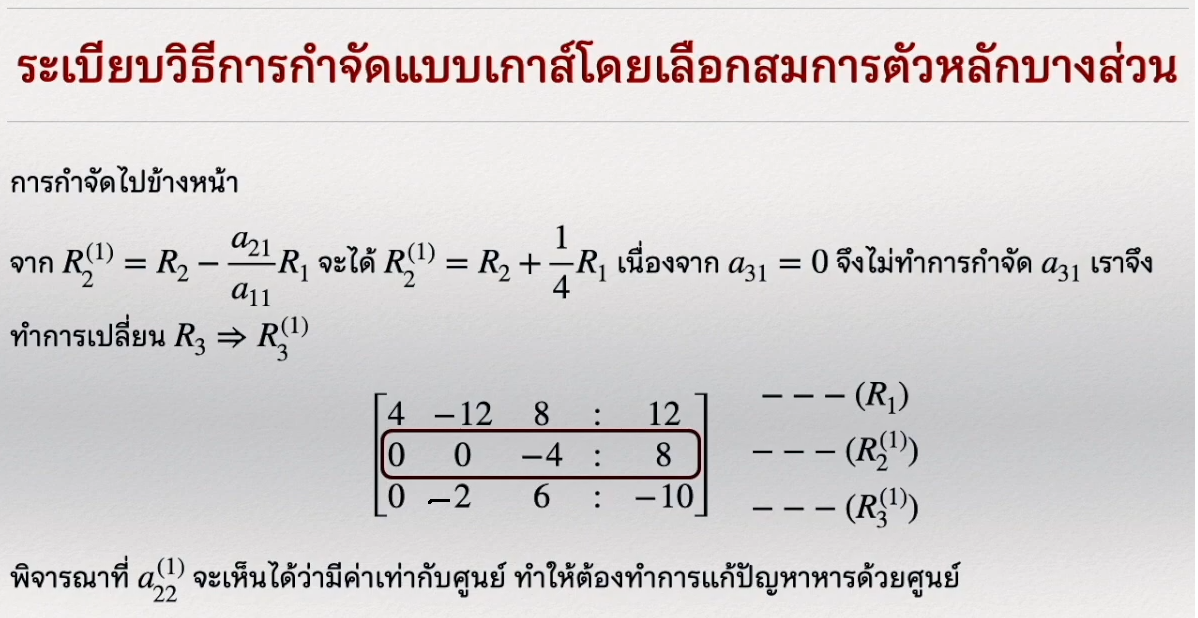 ระเบียบวิธีการกำจัดแบบเกาส์โดยเลือกสมการตัวหลักบางส่วน
การกำจัดไปข้างหน้า
จาก $R_2^{(1)} = R_2 - \frac{a_{21}}{a_{11}}R_1$ จะได้ $R_2^{(1)} = R_2 + \frac{1}{4}R_1$ เนื่องจาก $a_{31} = 0$ จึงไม่ทำการกำจัด $a_{31}$ เราจึง
ทำการเปลี่ยน $R_3 \Rightarrow R_3^{(1)}$
4 −12 8 : 12 − − − $(R_1)$
0 0 −4 : 8 − − − $(R_2^{(1)})$
0 −2 6 : −10 − − − $(R_3^{(1)})$
พิจารณาที่ $a_{22}^{(1)}$ จะเห็นได้ว่ามีค่าเท่ากับศูนย์ ทำให้ต้องทำการแก้ปัญหาหารด้วยศูนย์